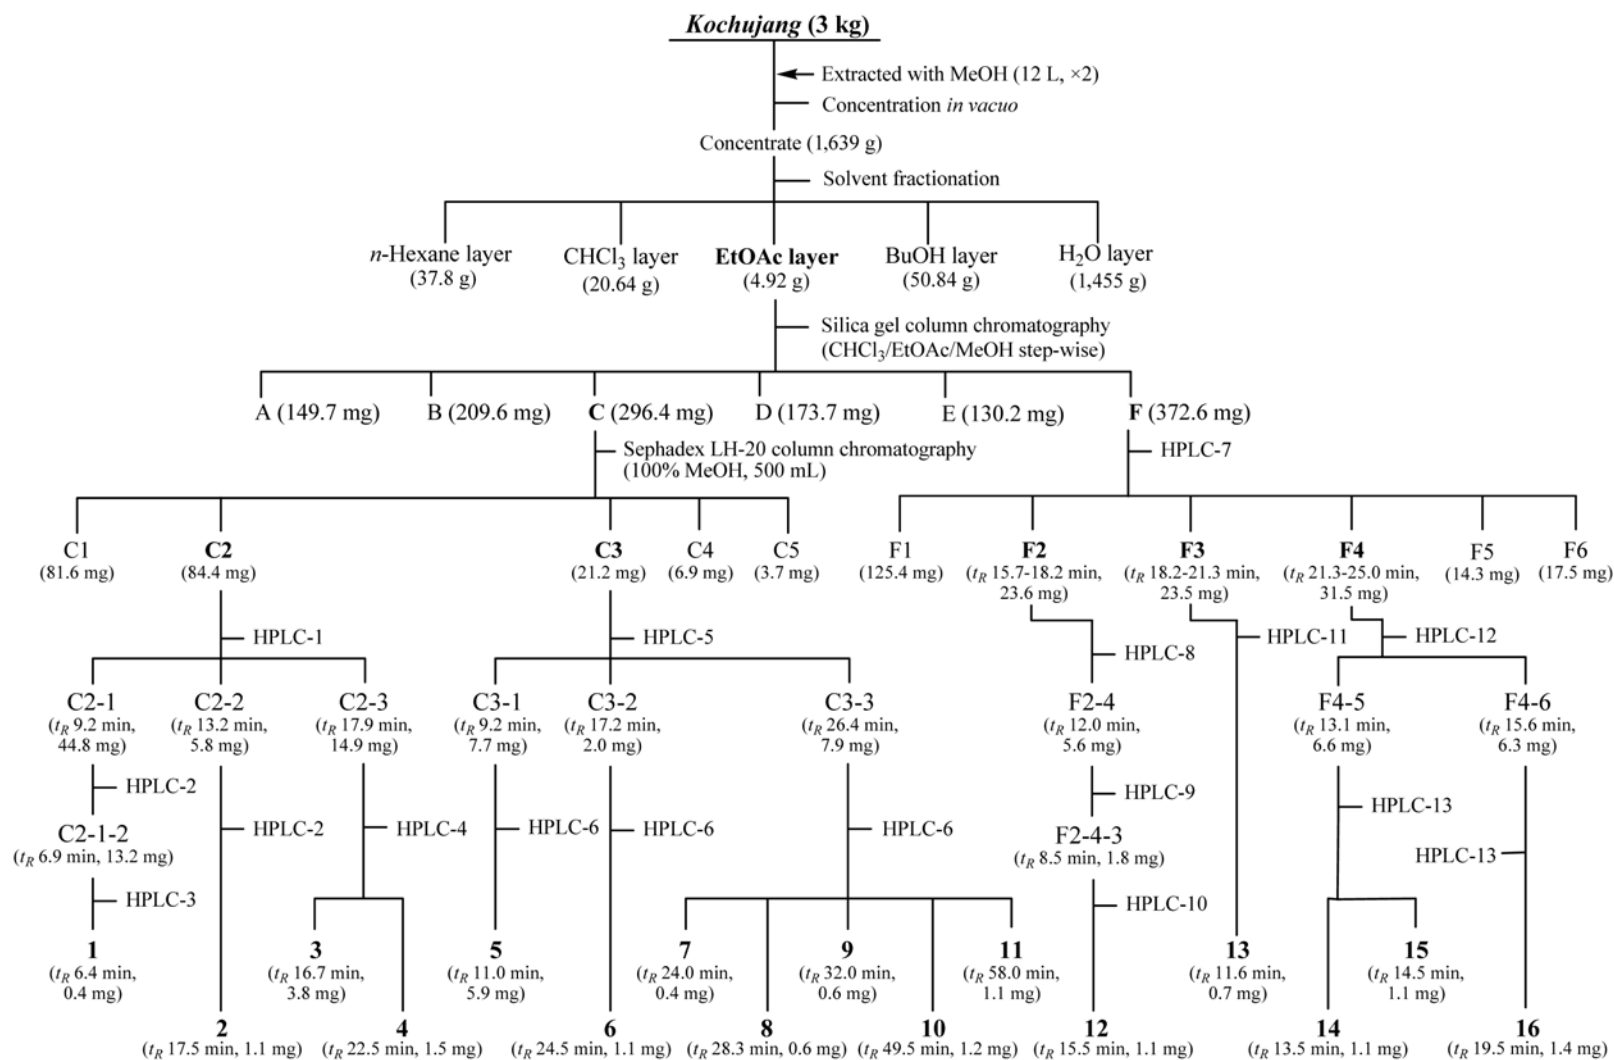 Kochujang (3 kg)
Extracted with MeOH (12 L, ×2)
Concentration in vacuo
Concentrate (1,639 g)
Solvent fractionation
n-Hexane layer
(37.8 g)
CHCl3 layer
(20.64 g)
EtOAc layer
(4.92 g)
BuOH layer
(50.84 g)
H2O layer
(1,455 g)
Silica gel column chromatography
(CHCl3/EtOAc/MeOH step-wise)
A (149.7 mg)
B (209.6 mg)
C (296.4 mg)
D (173.7 mg)
E (130.2 mg)
F (372.6 mg)
Sephadex LH-20 column chromatography
(100% MeOH, 500 mL)
HPLC-7
C1
(81.6 mg)
C2
(84.4 mg)
C3
(21.2 mg)
C4
(6.9 mg)
C5
(3.7 mg)
F1
(125.4 mg)
F2
(tR 15.7-18.2 min,
23.6 mg)
F3
(tR 18.2-21.3 min,
23.5 mg)
F4
(tR 21.3-25.0 min,
31.5 mg)
F5
(14.3 mg)
F6
(17.5 mg)
HPLC-1
HPLC-5
HPLC-8
HPLC-11
HPLC-12
C2-1
(tR 9.2 min,
44.8 mg)
C2-2
(tR 13.2 min,
5.8 mg)
C2-3
(tR 17.9 min,
14.9 mg)
C3-1
(tR 9.2 min,
7.7 mg)
C3-2
(tR 17.2 min,
2.0 mg)
C3-3
(tR 26.4 min,
7.9 mg)
F2-4
(tR 12.0 min,
5.6 mg)
F4-5
(tR 13.1 min,
6.6 mg)
F4-6
(tR 15.6 min,
6.3 mg)
HPLC-2
HPLC-9
HPLC-13
C2-1-2
(tR 6.9 min, 13.2 mg)
HPLC-2
HPLC-4
HPLC-6
HPLC-6
HPLC-6
F2-4-3
(tR 8.5 min, 1.8 mg)
HPLC-13
HPLC-3
HPLC-10
1
(tR 6.4 min,
0.4 mg)
3
(tR 16.7 min,
3.8 mg)
5
(tR 11.0 min,
5.9 mg)
7
(tR 24.0 min,
0.4 mg)
9
(tR 32.0 min,
0.6 mg)
11
(tR 58.0 min,
1.1 mg)
13
(tR 11.6 min,
0.7 mg)
15
(tR 14.5 min,
1.1 mg)
2
(tR 17.5 min, 1.1 mg)
4
(tR 22.5 min, 1.5 mg)
6
(tR 24.5 min, 1.1 mg)
8
(tR 28.3 min, 0.6 mg)
10
(tR 49.5 min, 1.2 mg)
12
(tR 15.5 min, 1.1 mg)
14
(tR 13.5 min, 1.1 mg)
16
(tR 19.5 min, 1.4 mg)